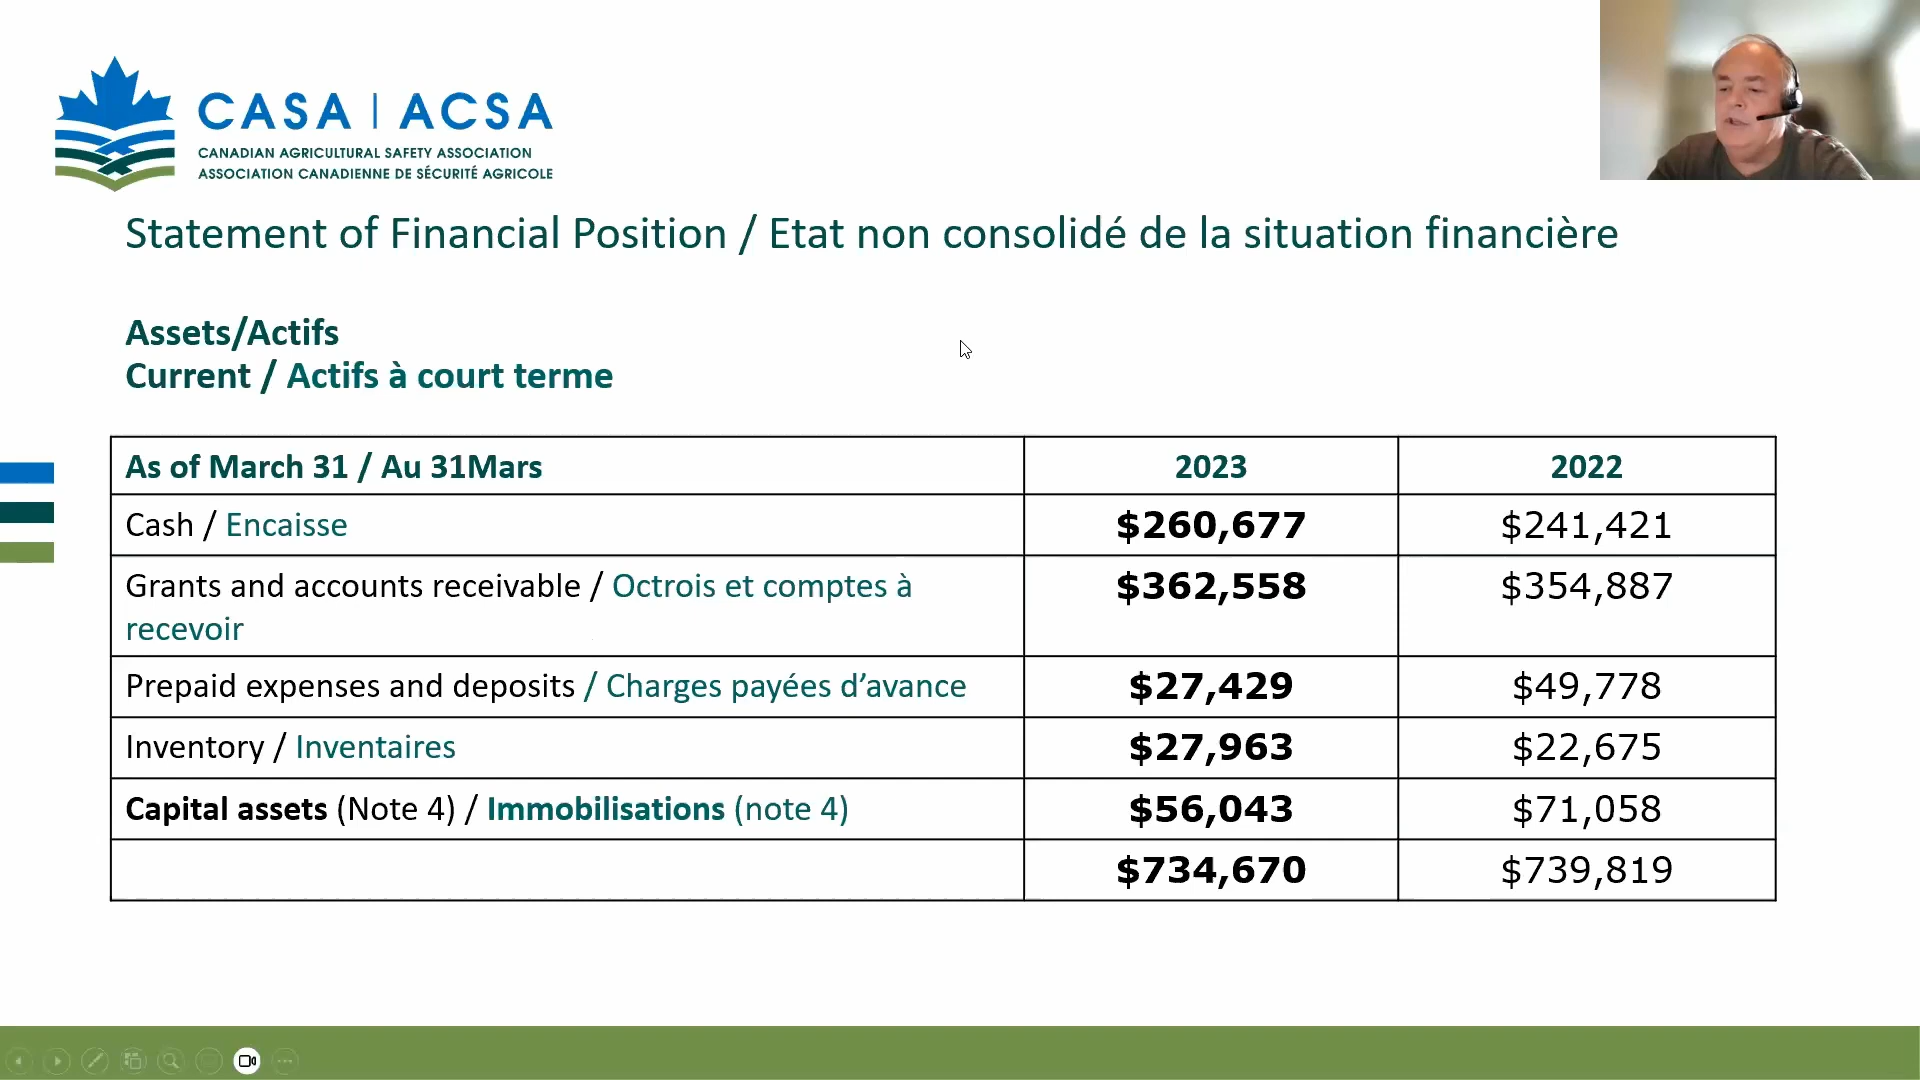 CASA | ACSA
CANADIAN AGRICULTURAL SAFETY ASSOCIATION
ASSOCIATION CANADIENNE DE SÉCURITÉ AGRICOLE
Statement of Financial Position / Etat non consolidé de la situation financière
Assets/Actifs
Current / Actifs à court terme
As of March 31 / Au 31Mars 2023 2022
Cash / Encaisse $260,677 $241,421
Grants and accounts receivable / Octrois et comptes à $362,558 $354,887
recevoir
Prepaid expenses and deposits / Charges payées d’avance $27,429 $49,778
Inventory / Inventaires $27,963 $22,675
Capital assets (Note 4) / Immobilisations (note 4) $56,043 $71,058
$734,670 $739,819